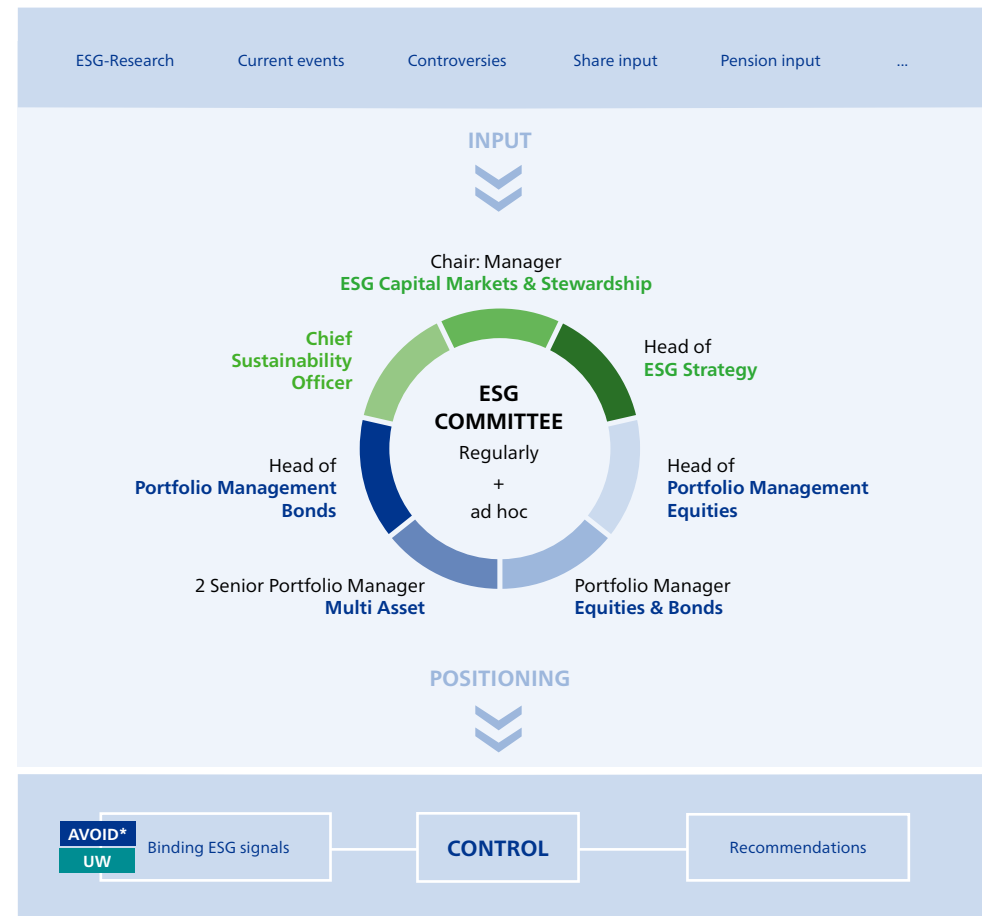 ESG-Research Current events Controversies Share input Pension input ...
INPUT
Chair: Manager
ESG Capital Markets & Stewardship
Chief
Sustainability
Officer
Head of
ESG Strategy
ESG
COMMITTEE
Regularly
+
ad hoc
Head of
Portfolio Management
Bonds
Head of
Portfolio Management
Equities
2 Senior Portfolio Manager
Multi Asset
Portfolio Manager
Equities & Bonds
POSITIONING
AVOID*
UW
Binding ESG signals
CONTROL
Recommendations